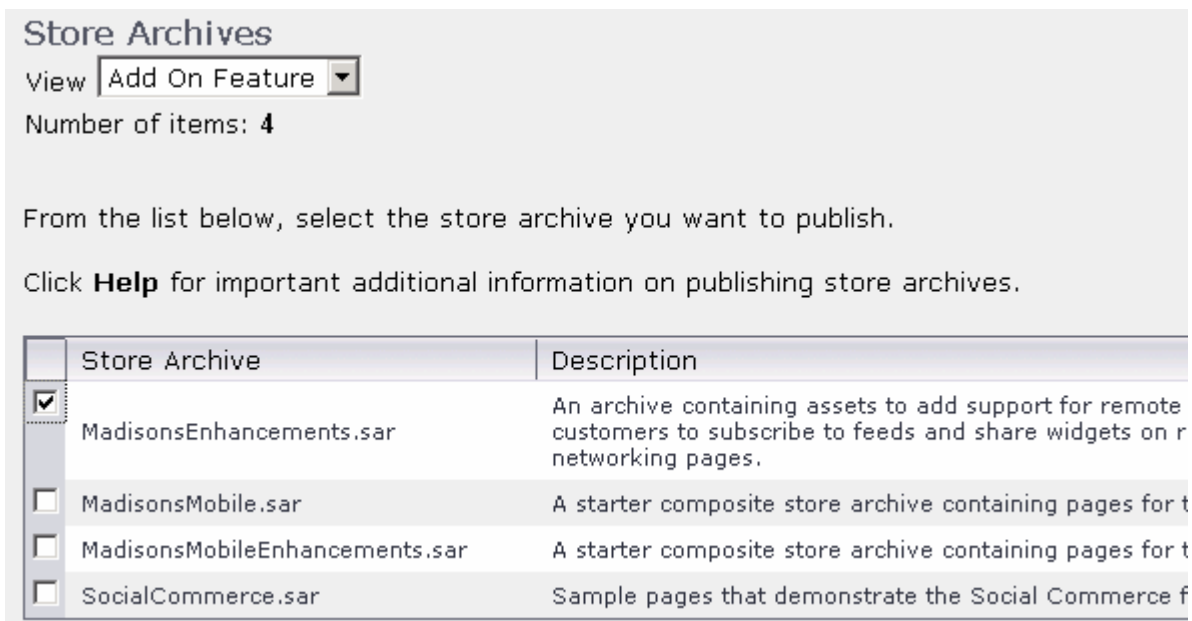 Store Archives
View Add On Feature
Number of items: 4
From the list below, select the store archive you want to publish.
Click Help for important additional information on publishing store archives.
Store Archive Description
MadisonsEnhancements.sar An archive containing assets to add support for remote
customers to subscribe to feeds and share widgets on
networking pages.
MadisonsMobile.sar A starter composite store archive containing pages for
MadisonsMobileEnhancements.sar A starter composite store archive containing pages for
SocialCommerce.sar Sample pages that demonstrate the Social Commerce